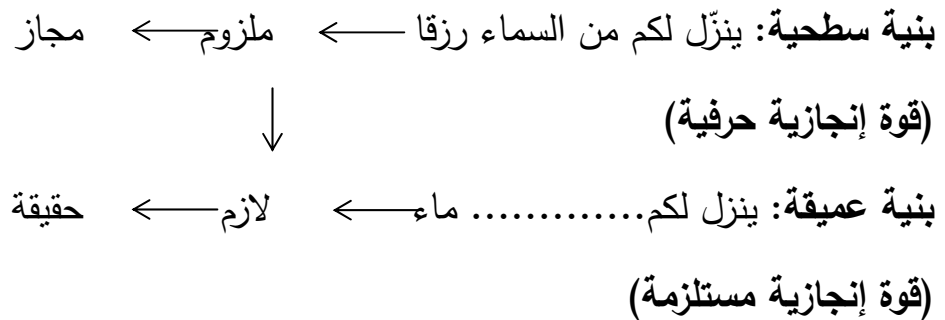 بنية سطحية: ينزّل لكم من السماء رزقا ← ملزوم ← مجاز
↓
(قوة إنجازية حرفية)
بنية عميقة: ينزل لكم............. ماء ← لازم ← حقيقة
(قوة إنجازية مستلزمة)